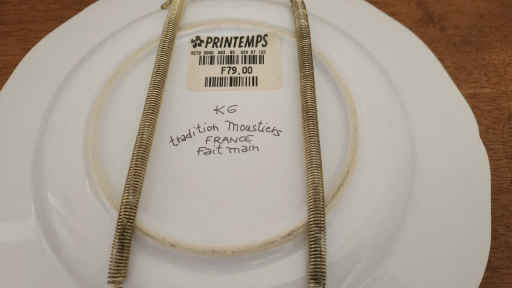 PRINTEMPS
F79,00
KG
tradition Moustiers
FRANCE
Fait main